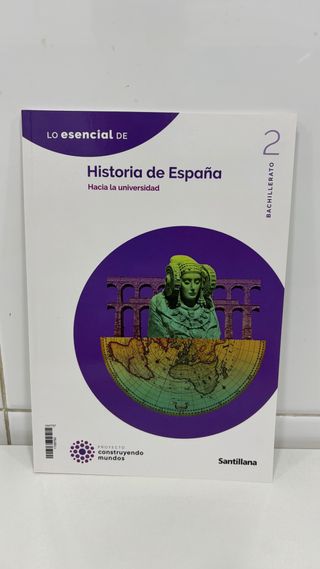 LO esencial DE
Historia de España
Hacia la universidad
2
BACHILLERATO
PROYECTO
construyendo
mundos
Santillana